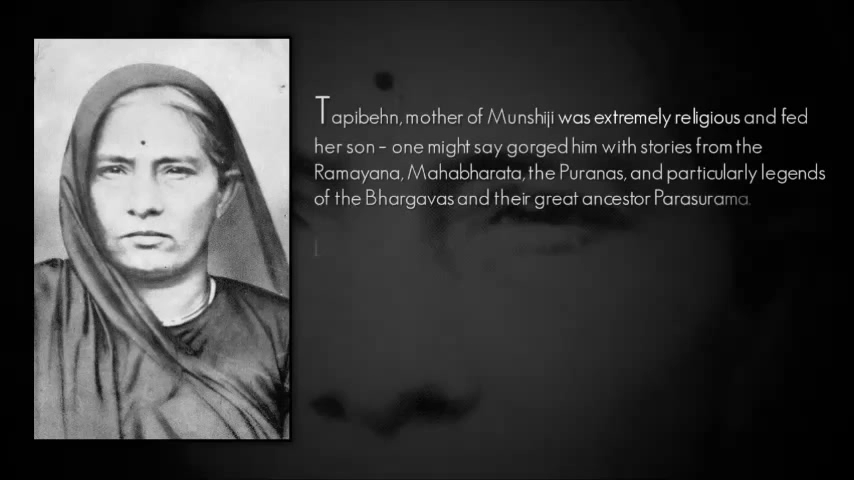 Tapibehn, mother of Munshiji was extremely religious and fed
her son - one might say gorged him with stories from the
Ramayana, Mahabharata, the Puranas, and particularly legends
of the Bhargavas and their great ancestor Parasurama.